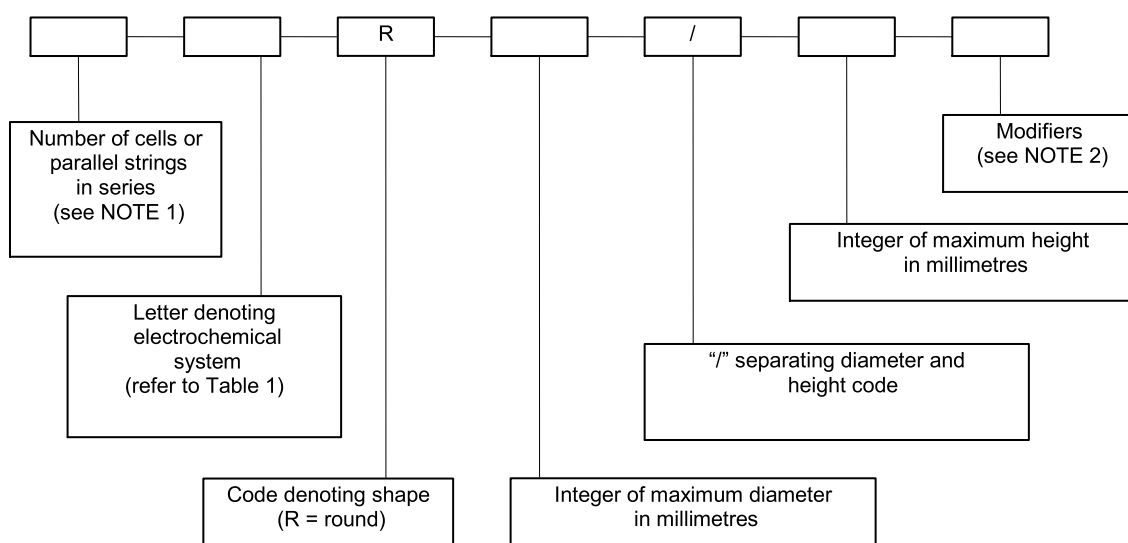 R
/
Number of cells or
parallel strings
in series
(see NOTE 1)
Modifiers
(see NOTE 2)
Integer of maximum height
in millimetres
Letter denoting
electrochemical
system
(refer to Table 1)
“/” separating diameter and
height code
Code denoting shape
(R = round)
Integer of maximum diameter
in millimetres